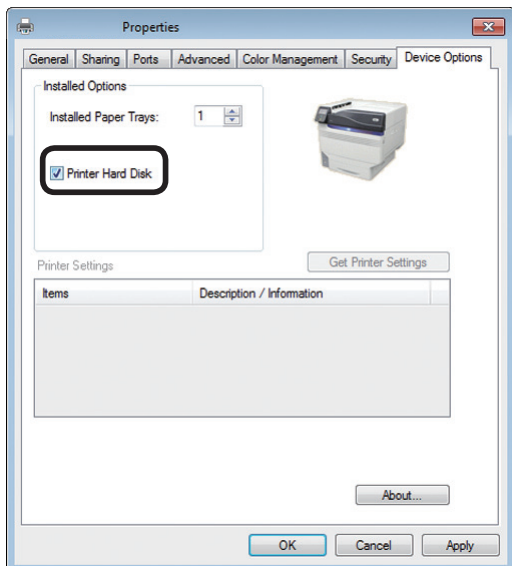 Properties
General Sharing Ports Advanced Color Management Security Device Options
Installed Options
Installed Paper Trays: 1
Printer Hard Disk
Printer Settings Get Printer Settings
Items Description / Information
About...
OK Cancel Apply